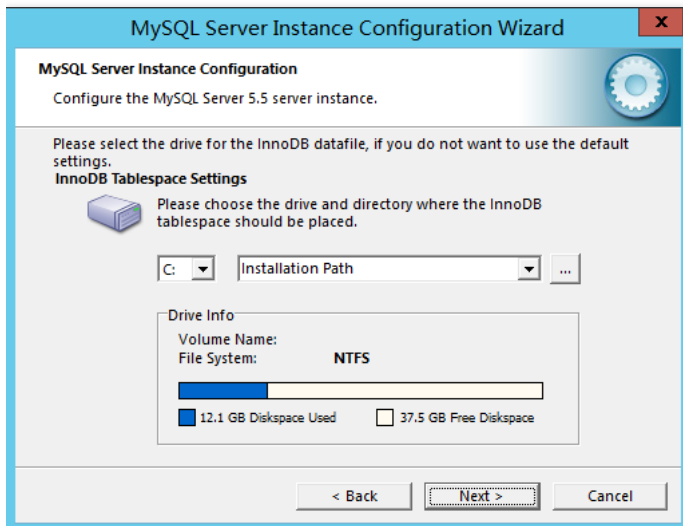 MySQL Server Instance Configuration Wizard
x
MySQL Server Instance Configuration
Configure the MySQL Server 5.5 server instance.
Please select the drive for the InnoDB datafile, if you do not want to use the default
settings.
InnoDB Tablespace Settings
Please choose the drive and directory where the InnoDB
tablespace should be placed.
C: Installation Path ...
Drive Info
Volume Name:
File System: NTFS
12.1 GB Diskspace Used 37.5 GB Free Diskspace
< Back Next > Cancel